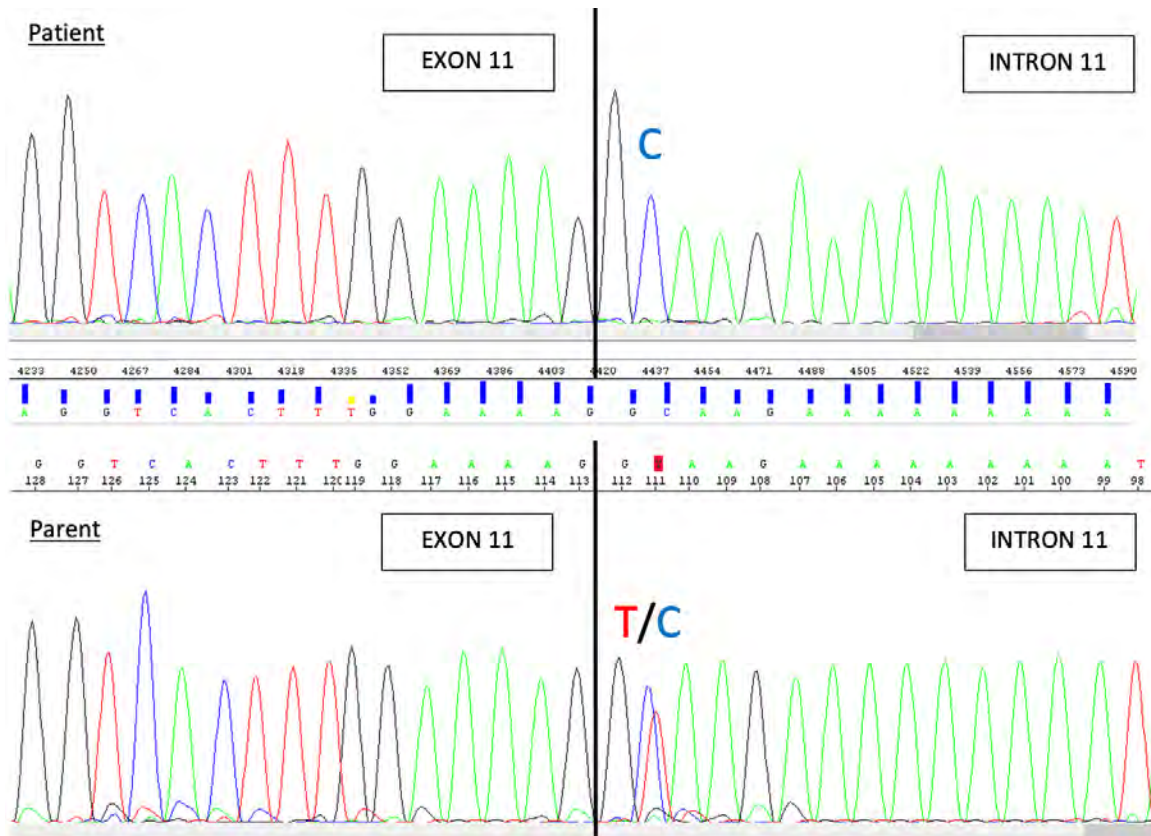 Patient
EXON 11
INTRON 11
C
4233 4250 4267 4284 4301 4318 4335 4352 4369 4386 4403 4420 4437 4454 4471 4488 4505 4522 4539 4556 4573 4590
A G G T C A C T T T G G A A A A G G C A A G A A A A A A A A A
G G T C A C T T T G G A A A A G G A A G A A A A A A A A A T
128 127 126 125 124 123 122 121 120 119 118 117 116 115 114 113 112 111 110 109 108 107 106 105 104 103 102 101 100 99 98
Parent
EXON 11
INTRON 11
T/C